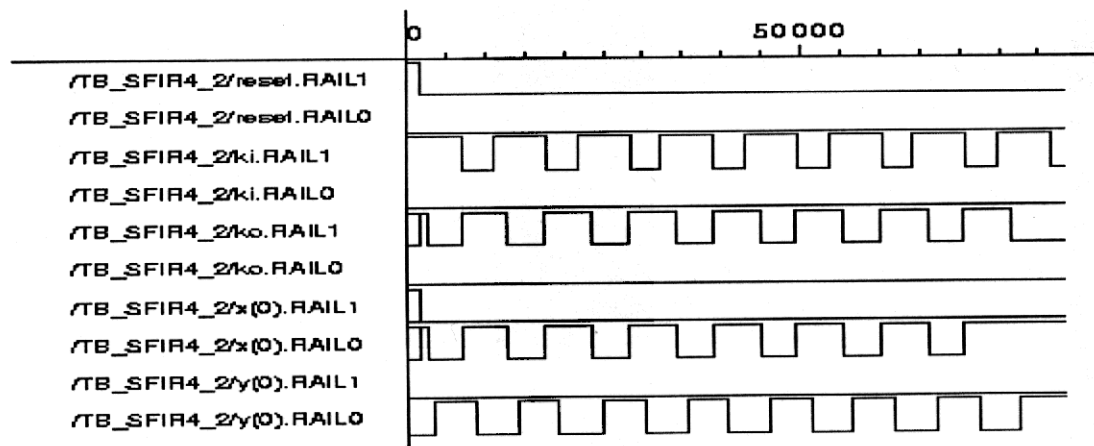 0 50000
/TB_SFIR4_2/reset.RAIL1
/TB_SFIR4_2/reset.RAIL0
/TB_SFIR4_2/ki.RAIL1
/TB_SFIR4_2/ki.RAIL0
/TB_SFIR4_2/ko.RAIL1
/TB_SFIR4_2/ko.RAIL0
/TB_SFIR4_2/x(0).RAIL1
/TB_SFIR4_2/x(0).RAIL0
/TB_SFIR4_2/y(0).RAIL1
/TB_SFIR4_2/y(0).RAIL0